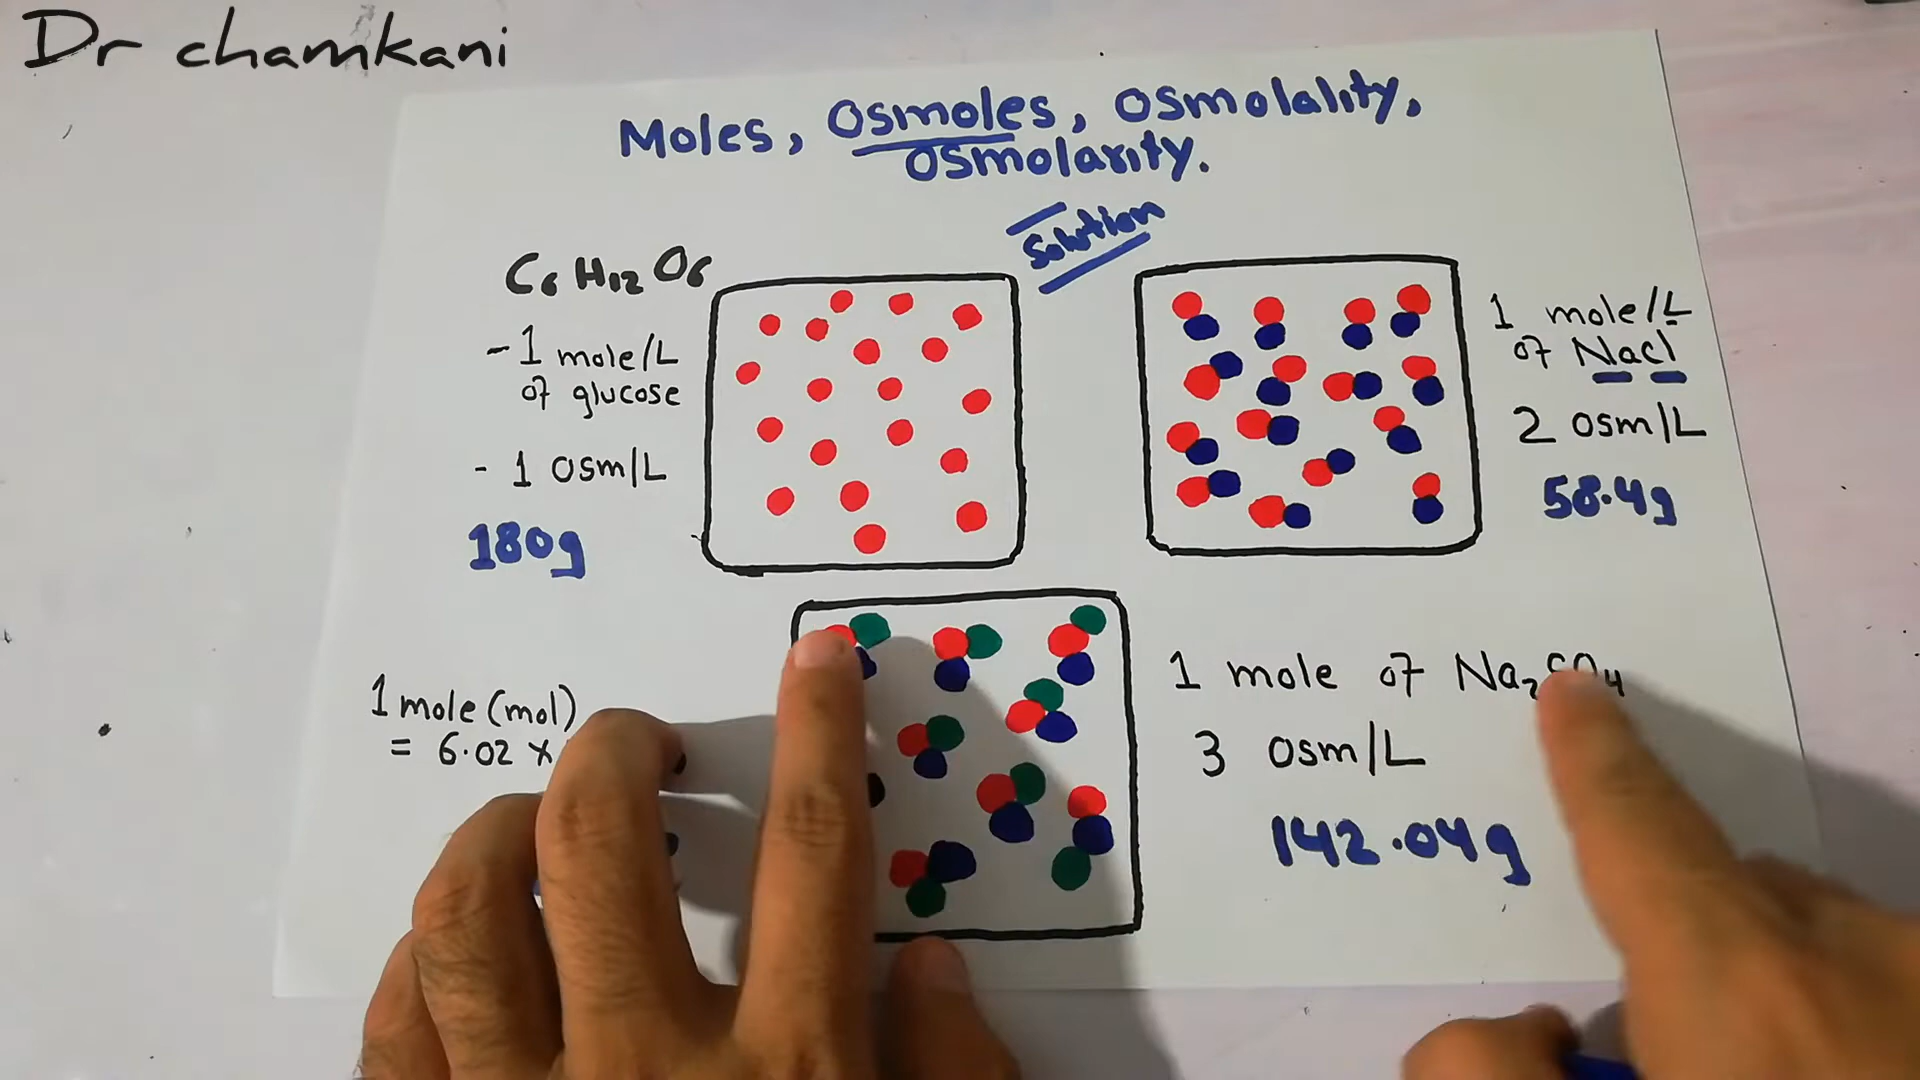 Dr chamkani
Moles, Osmoles, Osmolality,
Osmolarity.
Solution
C6 H12 O6
- 1 mole/L
of glucose
- 1 Osm/L
180g
1 mole/L
of Nacl
2 Osm/L
58.4g
1 mole (mol)
= 6.02 x
1 mole of Na2SO4
3 Osm/L
142.04g